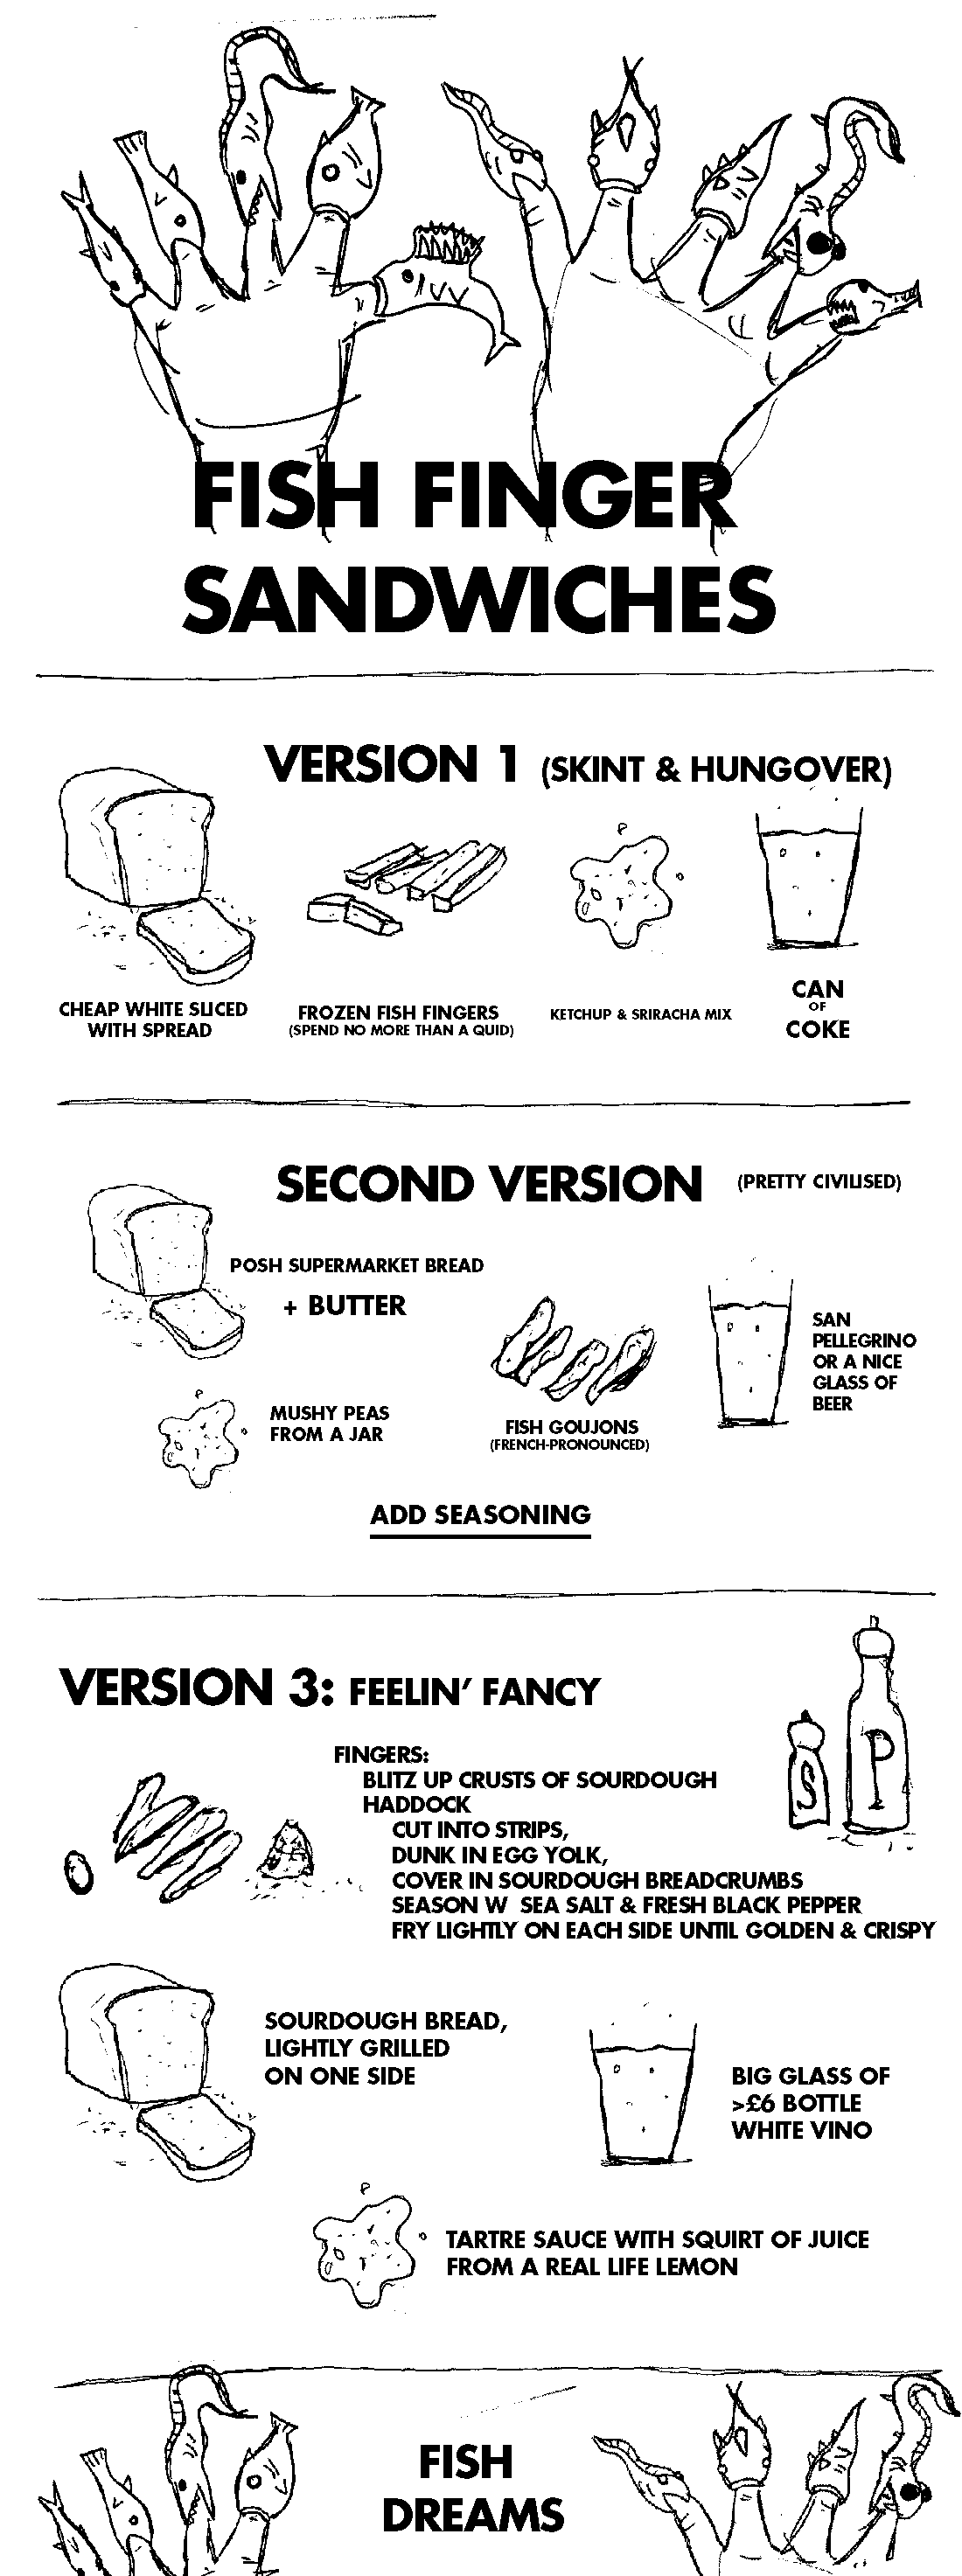 FISH FINGER
SANDWICHES
VERSION 1 (SKINT & HUNGOVER)
CHEAP WHITE SLICED
WITH SPREAD
FROZEN FISH FINGERS
(SPEND NO MORE THAN A QUID)
KETCHUP & SRIRACHA MIX
CAN
OF
COKE
SECOND VERSION (PRETTY CIVILISED)
POSH SUPERMARKET BREAD
+ BUTTER
MUSHY PEAS
FROM A JAR
FISH GOUJONS
(FRENCH-PRONOUNCED)
SAN
PELLEGRINO
OR A NICE
GLASS OF
BEER
ADD SEASONING
VERSION 3: FEELIN' FANCY
S
P
FINGERS:
BLITZ UP CRUSTS OF SOURDOUGH
HADDOCK
CUT INTO STRIPS,
DUNK IN EGG YOLK,
COVER IN SOURDOUGH BREADCRUMBS
SEASON W SEA SALT & FRESH BLACK PEPPER
FRY LIGHTLY ON EACH SIDE UNTIL GOLDEN & CRISPY
SOURDOUGH BREAD,
LIGHTLY GRILLED
ON ONE SIDE
BIG GLASS OF
>£6 BOTTLE
WHITE VINO
TARTRE SAUCE WITH SQUIRT OF JUICE
FROM A REAL LIFE LEMON
FISH
DREAMS